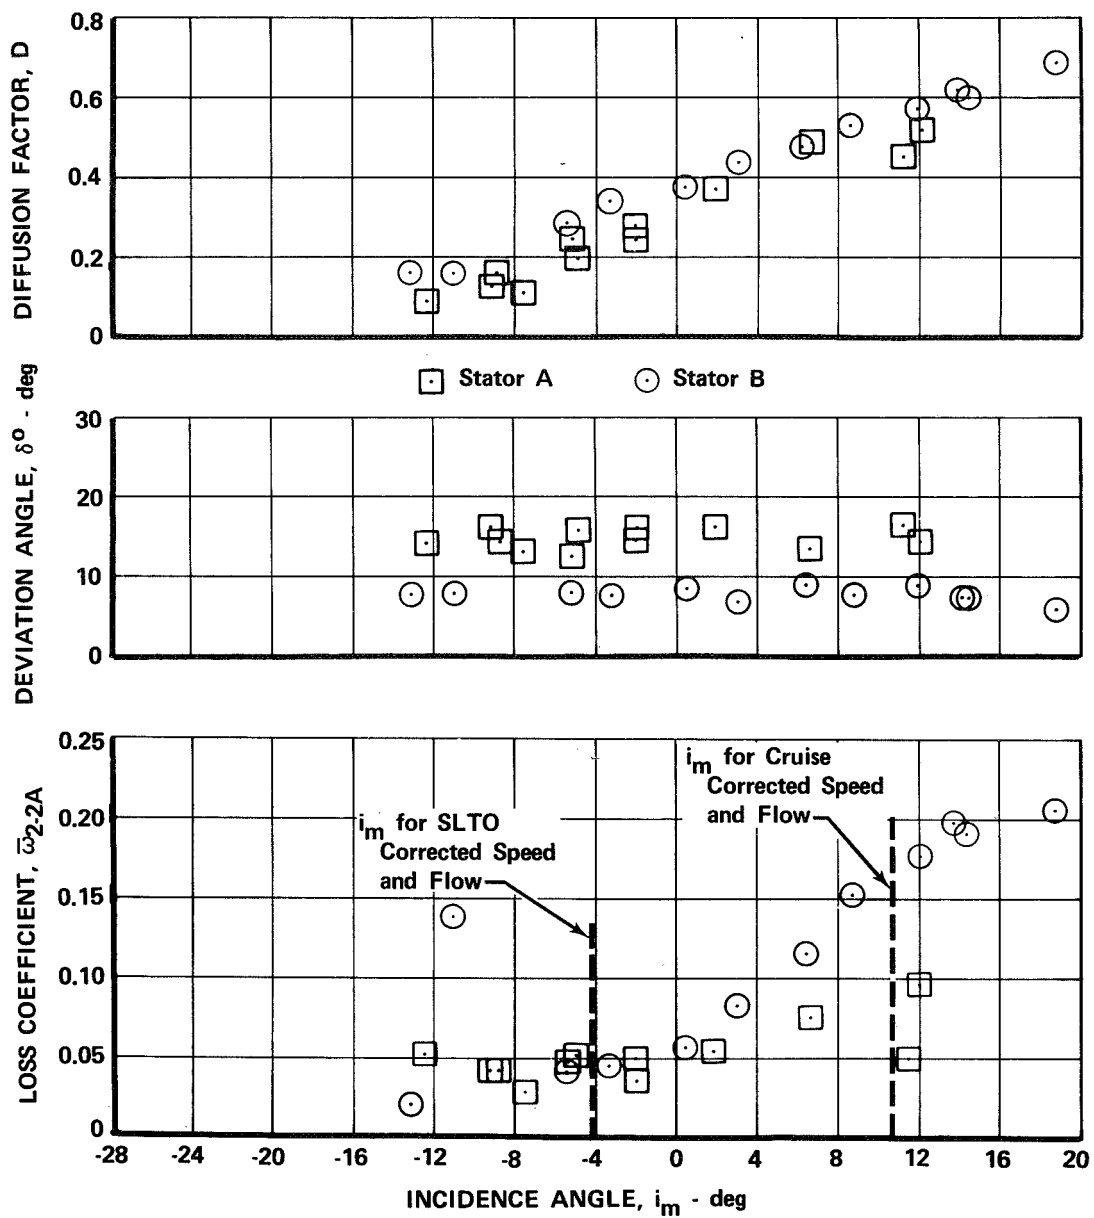 DIFFUSION FACTOR, D
0.8
0.6
0.4
0.2
0
Stator A
Stator B
DEVIATION ANGLE, δ° - deg
30
20
10
0
LOSS COEFFICIENT, ω̅2-2A
0.25
0.20
0.15
0.10
0.05
0
im for SLTO
Corrected Speed
and Flow
im for Cruise
Corrected Speed
and Flow
-28 -24 -20 -16 -12 -8 -4 0 4 8 12 16 20
INCIDENCE ANGLE, im - deg